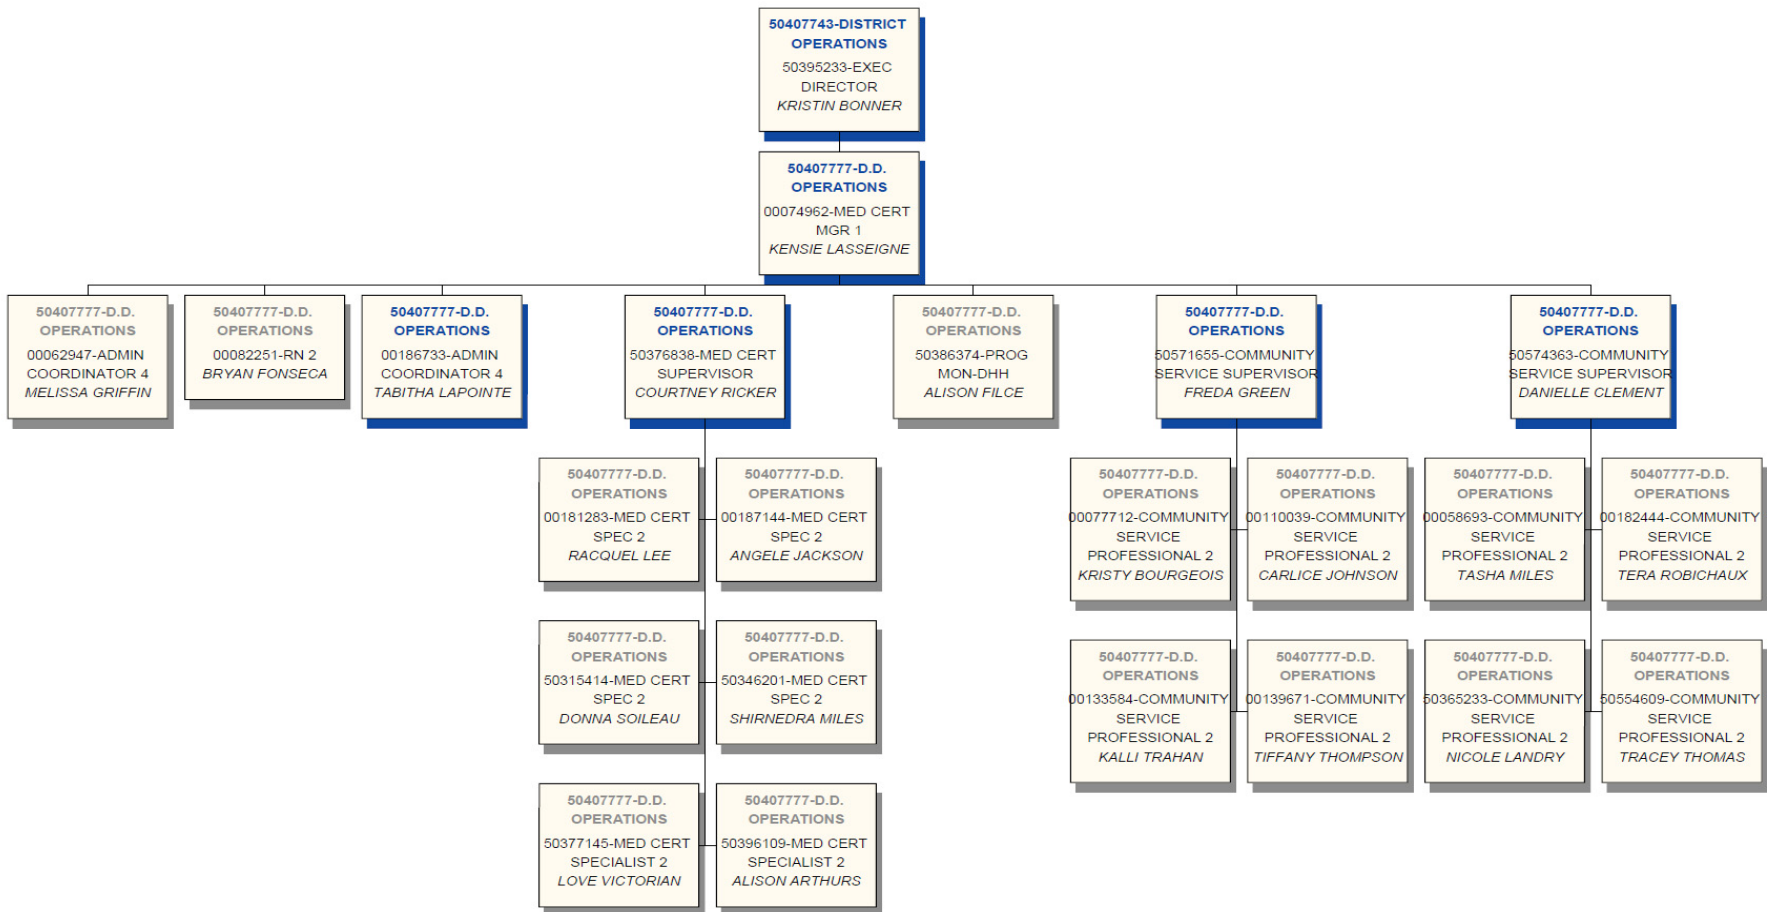 50407743-DISTRICT
OPERATIONS
50395233-EXEC
DIRECTOR
KRISTIN BONNER
50407777-D.D.
OPERATIONS
00074962-MED CERT
MGR 1
KENSIE LASSEIGNE
50407777-D.D.
OPERATIONS
00062947-ADMIN
COORDINATOR 4
MELISSA GRIFFIN
50407777-D.D.
OPERATIONS
00082251-RN 2
BRYAN FONSECA
50407777-D.D.
OPERATIONS
00186733-ADMIN
COORDINATOR 4
TABITHA LAPOINTE
50407777-D.D.
OPERATIONS
50376838-MED CERT
SUPERVISOR
COURTNEY RICKER
50407777-D.D.
OPERATIONS
50386374-PROG
MON-DHH
ALISON FILCE
50407777-D.D.
OPERATIONS
50571655-COMMUNITY
SERVICE SUPERVISOR
FREDA GREEN
50407777-D.D.
OPERATIONS
50574363-COMMUNITY
SERVICE SUPERVISOR
DANIELLE CLEMENT
50407777-D.D.
OPERATIONS
00181283-MED CERT
SPEC 2
RACQUEL LEE
50407777-D.D.
OPERATIONS
00187144-MED CERT
SPEC 2
ANGELE JACKSON
50407777-D.D.
OPERATIONS
00077712-COMMUNITY
SERVICE
PROFESSIONAL 2
KRISTY BOURGEOIS
50407777-D.D.
OPERATIONS
00110039-COMMUNITY
SERVICE
PROFESSIONAL 2
CARLICE JOHNSON
50407777-D.D.
OPERATIONS
00058693-COMMUNITY
SERVICE
PROFESSIONAL 2
TASHA MILES
50407777-D.D.
OPERATIONS
00182444-COMMUNITY
SERVICE
PROFESSIONAL 2
TERA ROBICHAUX
50407777-D.D.
OPERATIONS
50315414-MED CERT
SPEC 2
DONNA SOILEAU
50407777-D.D.
OPERATIONS
50346201-MED CERT
SPEC 2
SHIRNEDRA MILES
50407777-D.D.
OPERATIONS
00133584-COMMUNITY
SERVICE
PROFESSIONAL 2
KALLI TRAHAN
50407777-D.D.
OPERATIONS
00139671-COMMUNITY
SERVICE
PROFESSIONAL 2
TIFFANY THOMPSON
50407777-D.D.
OPERATIONS
50365233-COMMUNITY
SERVICE
PROFESSIONAL 2
NICOLE LANDRY
50407777-D.D.
OPERATIONS
50554609-COMMUNITY
SERVICE
PROFESSIONAL 2
TRACEY THOMAS
50407777-D.D.
OPERATIONS
50377145-MED CERT
SPECIALIST 2
LOVE VICTORIAN
50407777-D.D.
OPERATIONS
50396109-MED CERT
SPECIALIST 2
ALISON ARTHURS